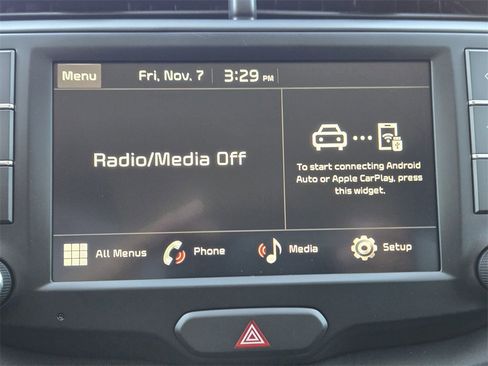 Menu Fri, Nov. 7 3:29 PM
Radio/Media Off
To start connecting Android
Auto or Apple CarPlay, press
this widget.
All Menus Phone Media Setup